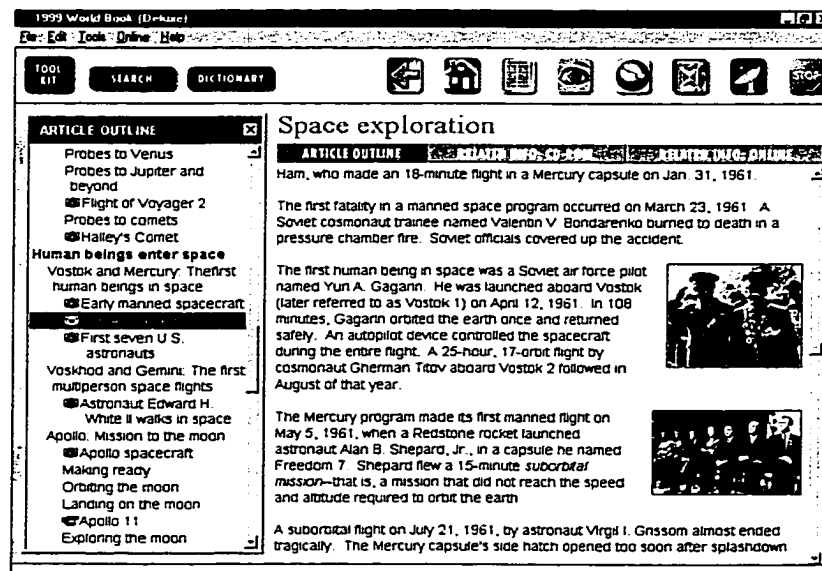 1999 World Book (Deluxe)
File Edit Tools Online Help
TOOL KIT
SEARCH
DICTIONARY
STOP
ARTICLE OUTLINE
Probes to Venus
Probes to Jupiter and
beyond
Flight of Voyager 2
Probes to comets
Halley's Comet
Human beings enter space
Vostok and Mercury: Thefirst
human beings in space
Early manned spacecraft
First seven U S.
astronauts
Voskhod and Gemini: The first
multiperson space flights
Astronaut Edward H.
White II walks in space
Apollo: Mission to the moon
Apollo spacecraft
Making ready
Orbiting the moon
Landing on the moon
Apollo 11
Exploring the moon
Space exploration
ARTICLE OUTLINE
RELATED INFO: CD-ROM
RELATED INFO: ONLINE
Ham, who made an 18-minute flight in a Mercury capsule on Jan. 31, 1961.
The first fatality in a manned space program occurred on March 23, 1961. A
Soviet cosmonaut trainee named Valentin V. Bondarenko burned to death in a
pressure chamber fire. Soviet officials covered up the accident.
The first human being in space was a Soviet air force pilot
named Yuri A. Gagarin. He was launched aboard Vostok
(later referred to as Vostok 1) on April 12, 1961. In 108
minutes, Gagarin orbited the earth once and returned
safely. An autopilot device controlled the spacecraft
during the entire flight. A 25-hour, 17-orbit flight by
cosmonaut Gherman Titov aboard Vostok 2 followed in
August of that year.
The Mercury program made its first manned flight on
May 5, 1961, when a Redstone rocket launched
astronaut Alan B. Shepard, Jr., in a capsule he named
Freedom 7. Shepard flew a 15-minute suborbital
mission--that is, a mission that did not reach the speed
and altitude required to orbit the earth
A suborbital flight on July 21, 1961, by astronaut Virgil I. Grissom almost ended
tragically. The Mercury capsule's side hatch opened too soon after splashdown